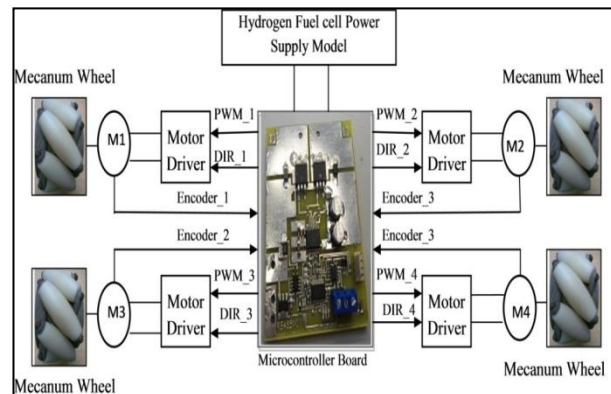 Hydrogen Fuel cell Power
Supply Model
Mecanum Wheel
Mecanum Wheel
M1
Motor
Driver
PWM_1
DIR_1
PWM_2
DIR_2
Motor
Driver
M2
Encoder_1
Encoder_3
Encoder_2
Encoder_3
M3
Motor
Driver
PWM_3
DIR_3
PWM_4
DIR_4
Motor
Driver
M4
Microcontroller Board
Mecanum Wheel
Mecanum Wheel